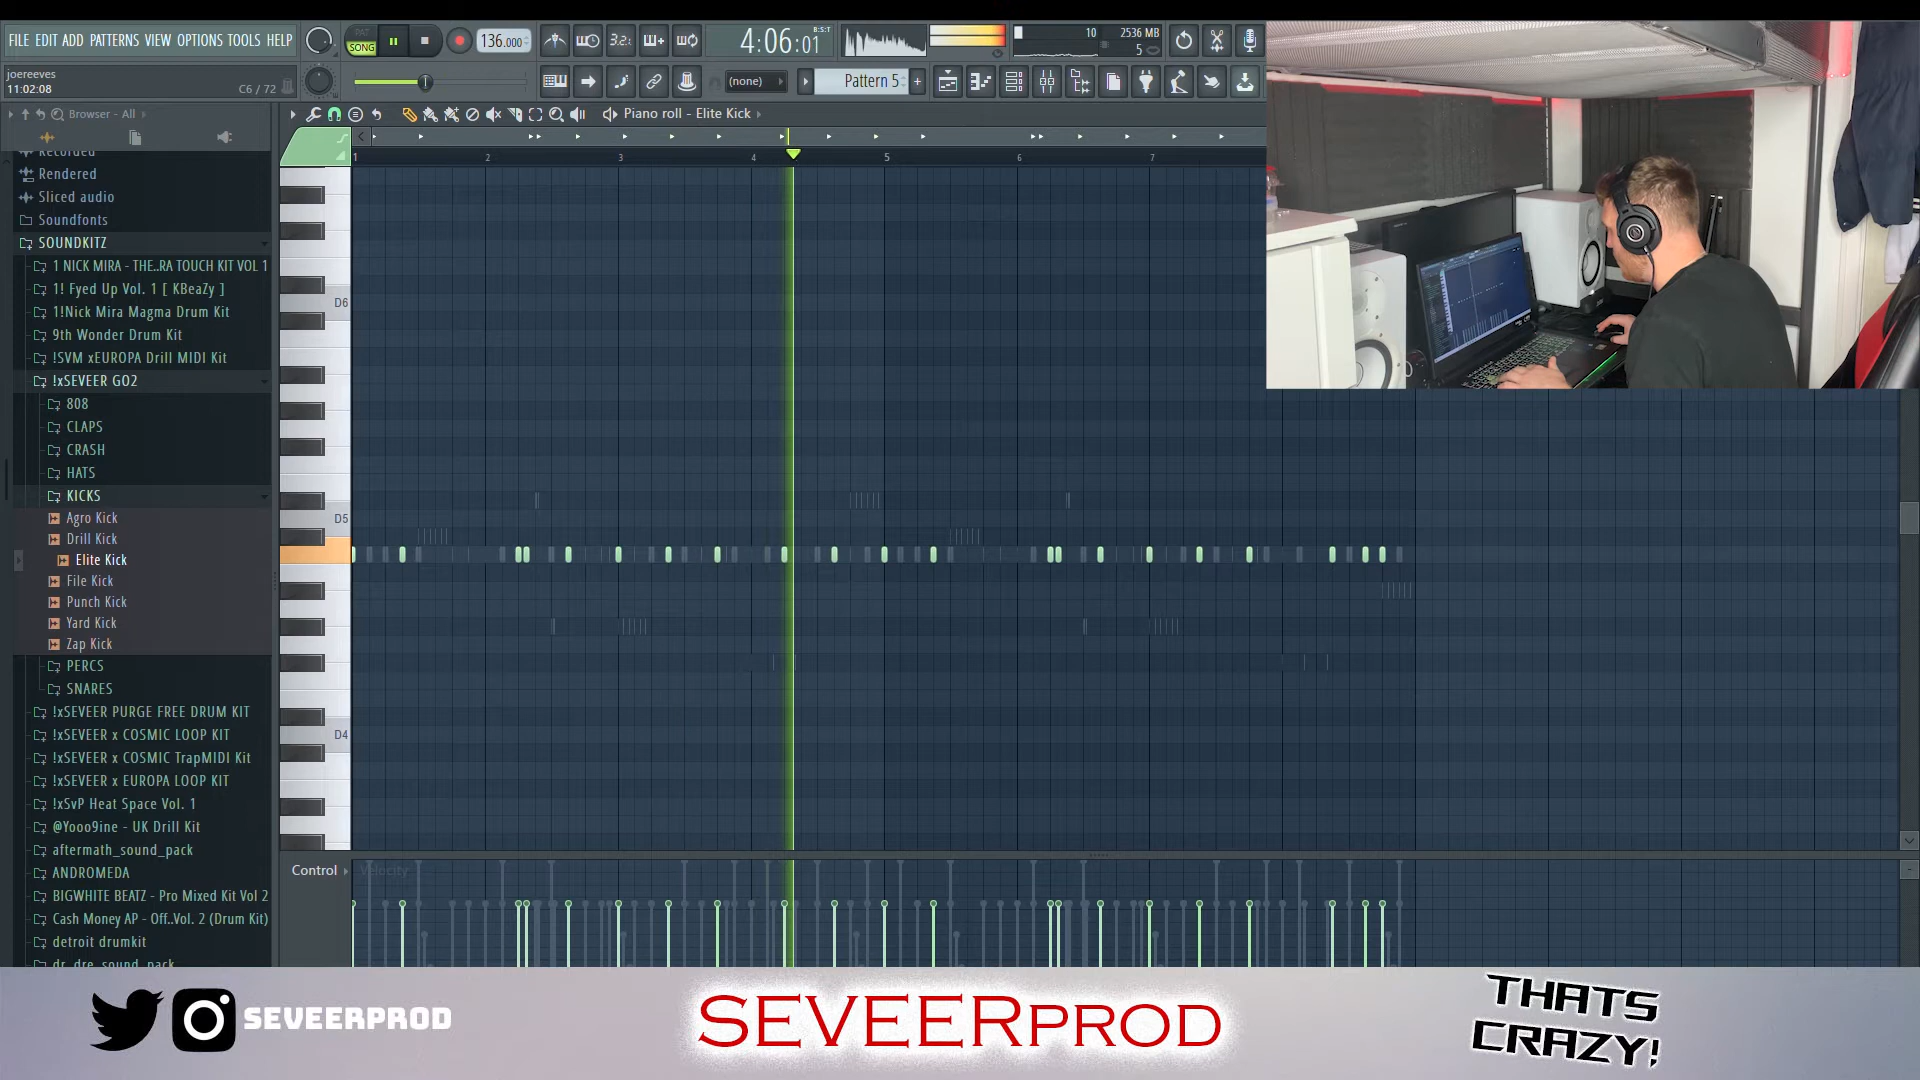 FILE EDIT ADD PATTERNS VIEW OPTIONS TOOLS HELP
PAT
SONG
136.000
3.2.
4:06:01
B:S:T
10
2536 MB
5
joereeves
11:02:08
C6 / 72
(none)
Pattern 5
Browser - All
Piano roll - Elite Kick
1 2 3 4 5 6 7
Recorded
Rendered
Sliced audio
Soundfonts
SOUNDKITZ
1 NICK MIRA - THE..RA TOUCH KIT VOL 1
1! Fyed Up Vol. 1 [ KBeaZy ]
1!Nick Mira Magma Drum Kit
9th Wonder Drum Kit
!SVM xEUROPA Drill MIDI Kit
!xSEVEER GO2
808
CLAPS
CRASH
HATS
KICKS
Agro Kick
Drill Kick
Elite Kick
File Kick
Punch Kick
Yard Kick
Zap Kick
PERCS
SNARES
!xSEVEER PURGE FREE DRUM KIT
!xSEVEER x COSMIC LOOP KIT
!xSEVEER x COSMIC TrapMIDI Kit
!xSEVEER x EUROPA LOOP KIT
!xSvP Heat Space Vol. 1
@Yooo9ine - UK Drill Kit
aftermath_sound_pack
ANDROMEDA
BIGWHITE BEATZ - Pro Mixed Kit Vol 2
Cash Money AP - Off..Vol. 2 (Drum Kit)
detroit drumkit
dr_dre_sound_pack
D6
D5
D4
Control
Velocity
SEVEERPROD
SEVEERPROD
THATS
CRAZY!